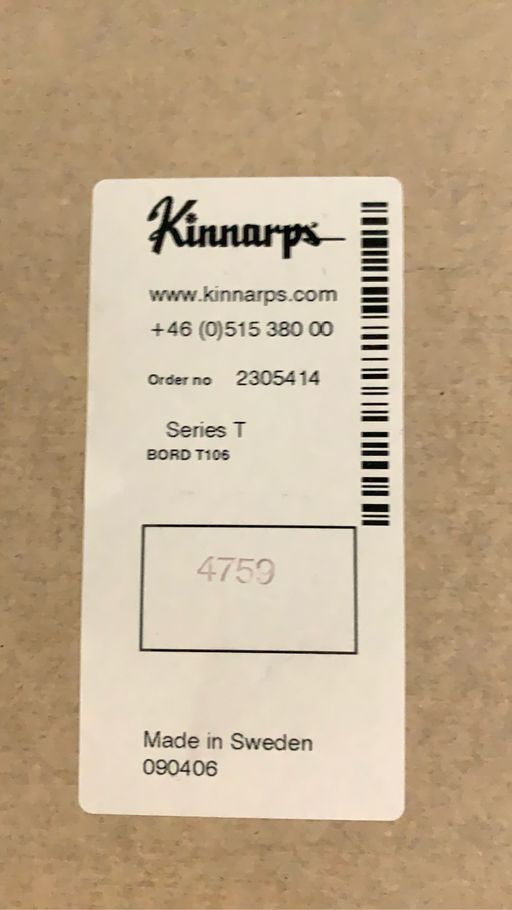 Kinnarps
www.kinnarps.com
+46 (0)515 380 00
Order no 2305414
Series T
BORD T106
4759
Made in Sweden
090406